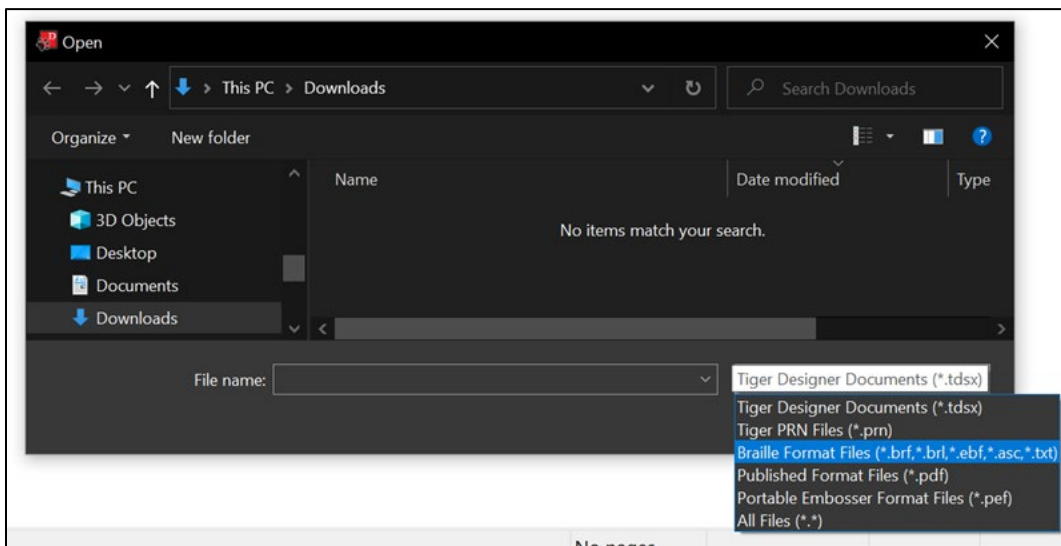 Open
This PC > Downloads
Search Downloads
Organize
New folder
?
This PC
3D Objects
Desktop
Documents
Downloads
Name
Date modified
Type
No items match your search.
File name:
Tiger Designer Documents (*.tdsx)
Tiger Designer Documents (*.tdsx)
Tiger PRN Files (*.prn)
Braille Format Files (*.brf,*.brl,*.ebf,*.asc,*.txt)
Published Format Files (*.pdf)
Portable Embosser Format Files (*.pef)
All Files (*.*)
No pages